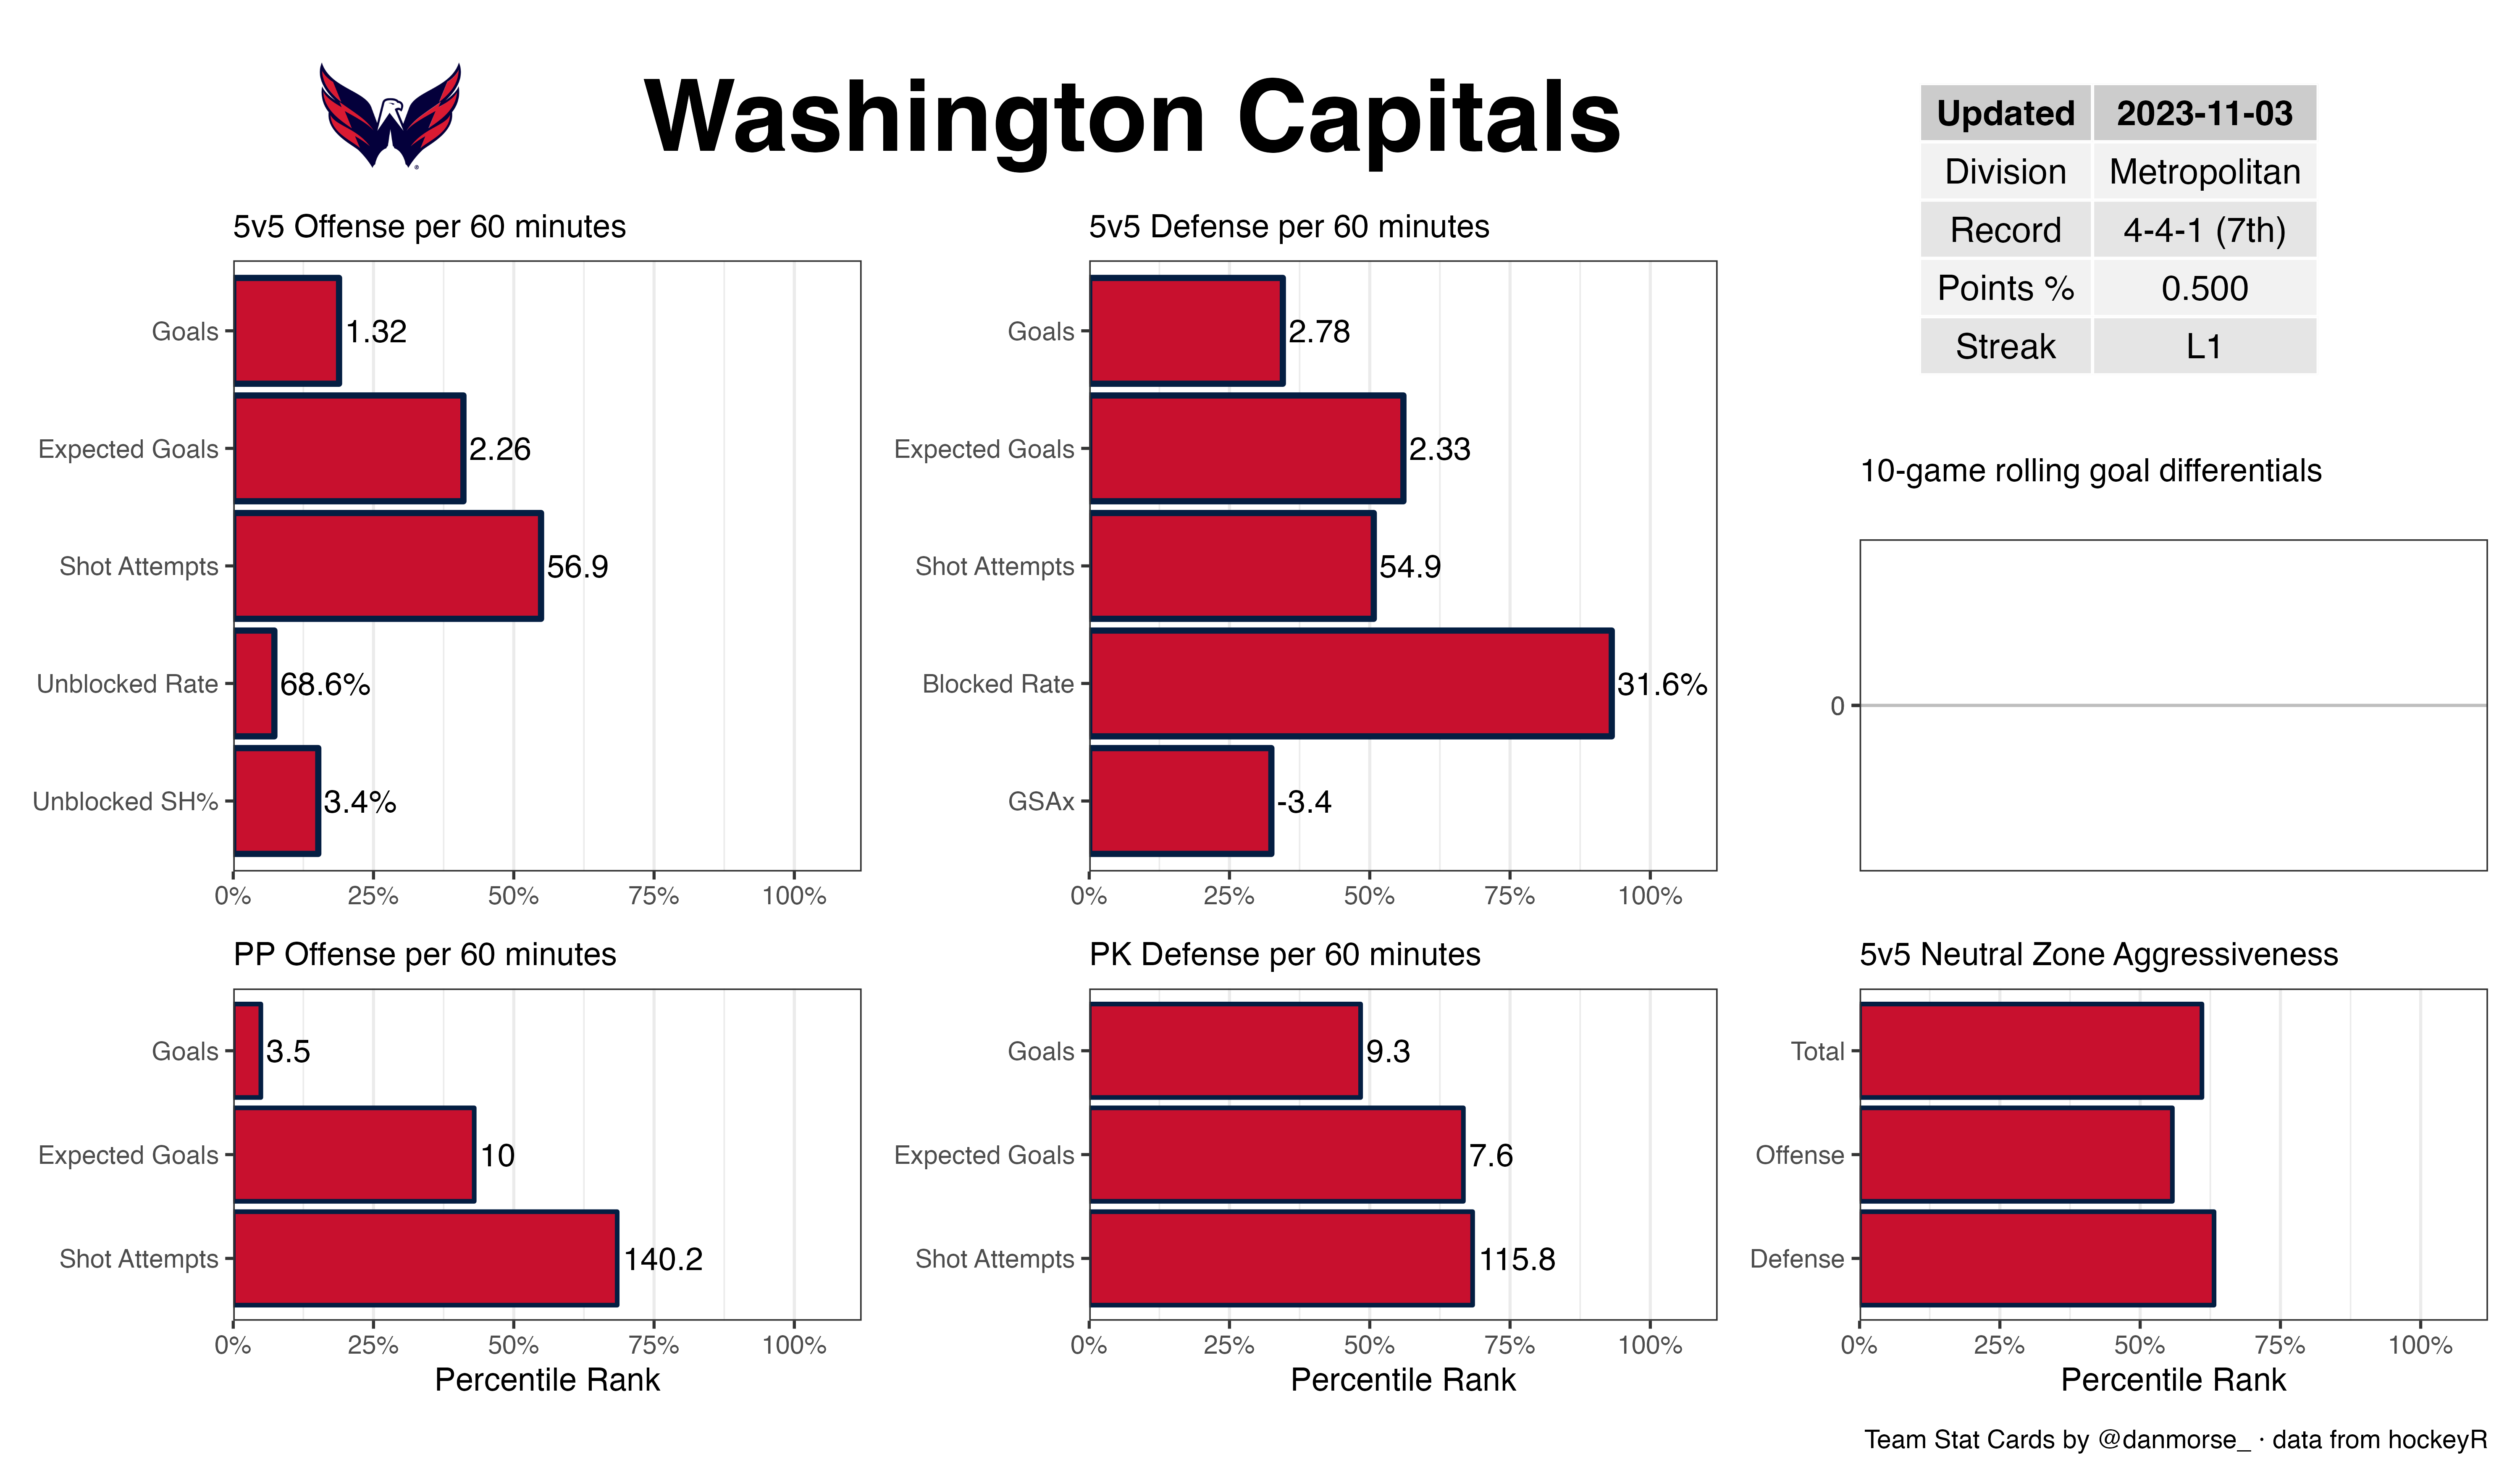 Washington Capitals
Updated 2023-11-03
Division Metropolitan
Record 4-4-1 (7th)
Points % 0.500
Streak L1
5v5 Offense per 60 minutes
Goals 1.32
Expected Goals 2.26
Shot Attempts 56.9
Unblocked Rate 68.6%
Unblocked SH% 3.4%
0% 25% 50% 75% 100%
5v5 Defense per 60 minutes
Goals 2.78
Expected Goals 2.33
Shot Attempts 54.9
Blocked Rate 31.6%
GSAx -3.4
0% 25% 50% 75% 100%
10-game rolling goal differentials
0
PP Offense per 60 minutes
Goals 3.5
Expected Goals 10
Shot Attempts 140.2
0% 25% 50% 75% 100%
Percentile Rank
PK Defense per 60 minutes
Goals 9.3
Expected Goals 7.6
Shot Attempts 115.8
0% 25% 50% 75% 100%
Percentile Rank
5v5 Neutral Zone Aggressiveness
Total
Offense
Defense
0% 25% 50% 75% 100%
Percentile Rank
Team Stat Cards by @danmorse_ · data from hockeyR